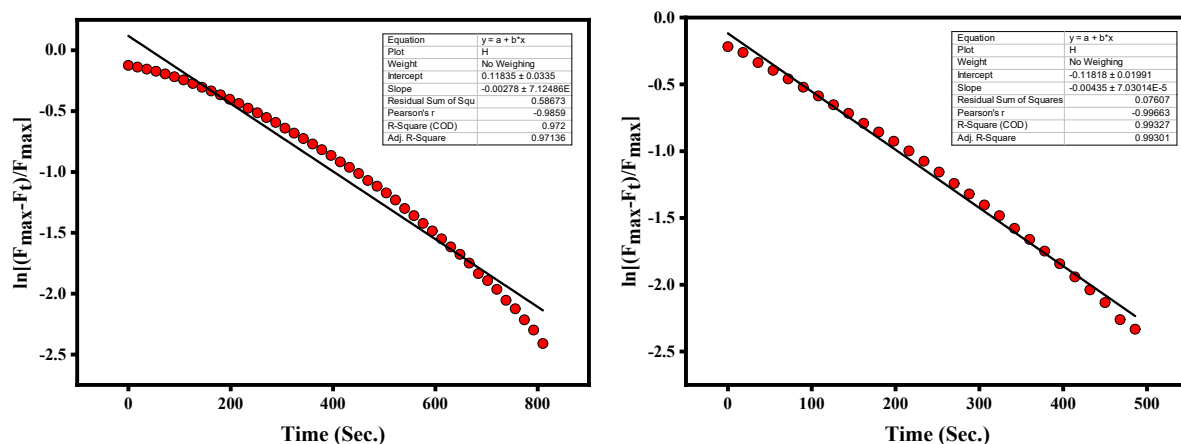 Equation y = a + b*x
Plot H
Weight No Weighing
Intercept 0.11835 ± 0.0335
Slope -0.00278 ± 7.12486E
Residual Sum of Squ 0.58673
Pearson's r -0.9859
R-Square (COD) 0.972
Adj. R-Square 0.97136
ln[(Fmax-Ft)/Fmax]
0.0
-0.5
-1.0
-1.5
-2.0
-2.5
0 200 400 600 800
Time (Sec.)
Equation y = a + b*x
Plot H
Weight No Weighing
Intercept -0.11818 ± 0.01991
Slope -0.00435 ± 7.03014E-5
Residual Sum of Squares 0.07607
Pearson's r -0.99663
R-Square (COD) 0.99327
Adj. R-Square 0.99301
ln[(Fmax-Ft)/Fmax]
0.0
-0.5
-1.0
-1.5
-2.0
-2.5
0 100 200 300 400 500
Time (Sec.)